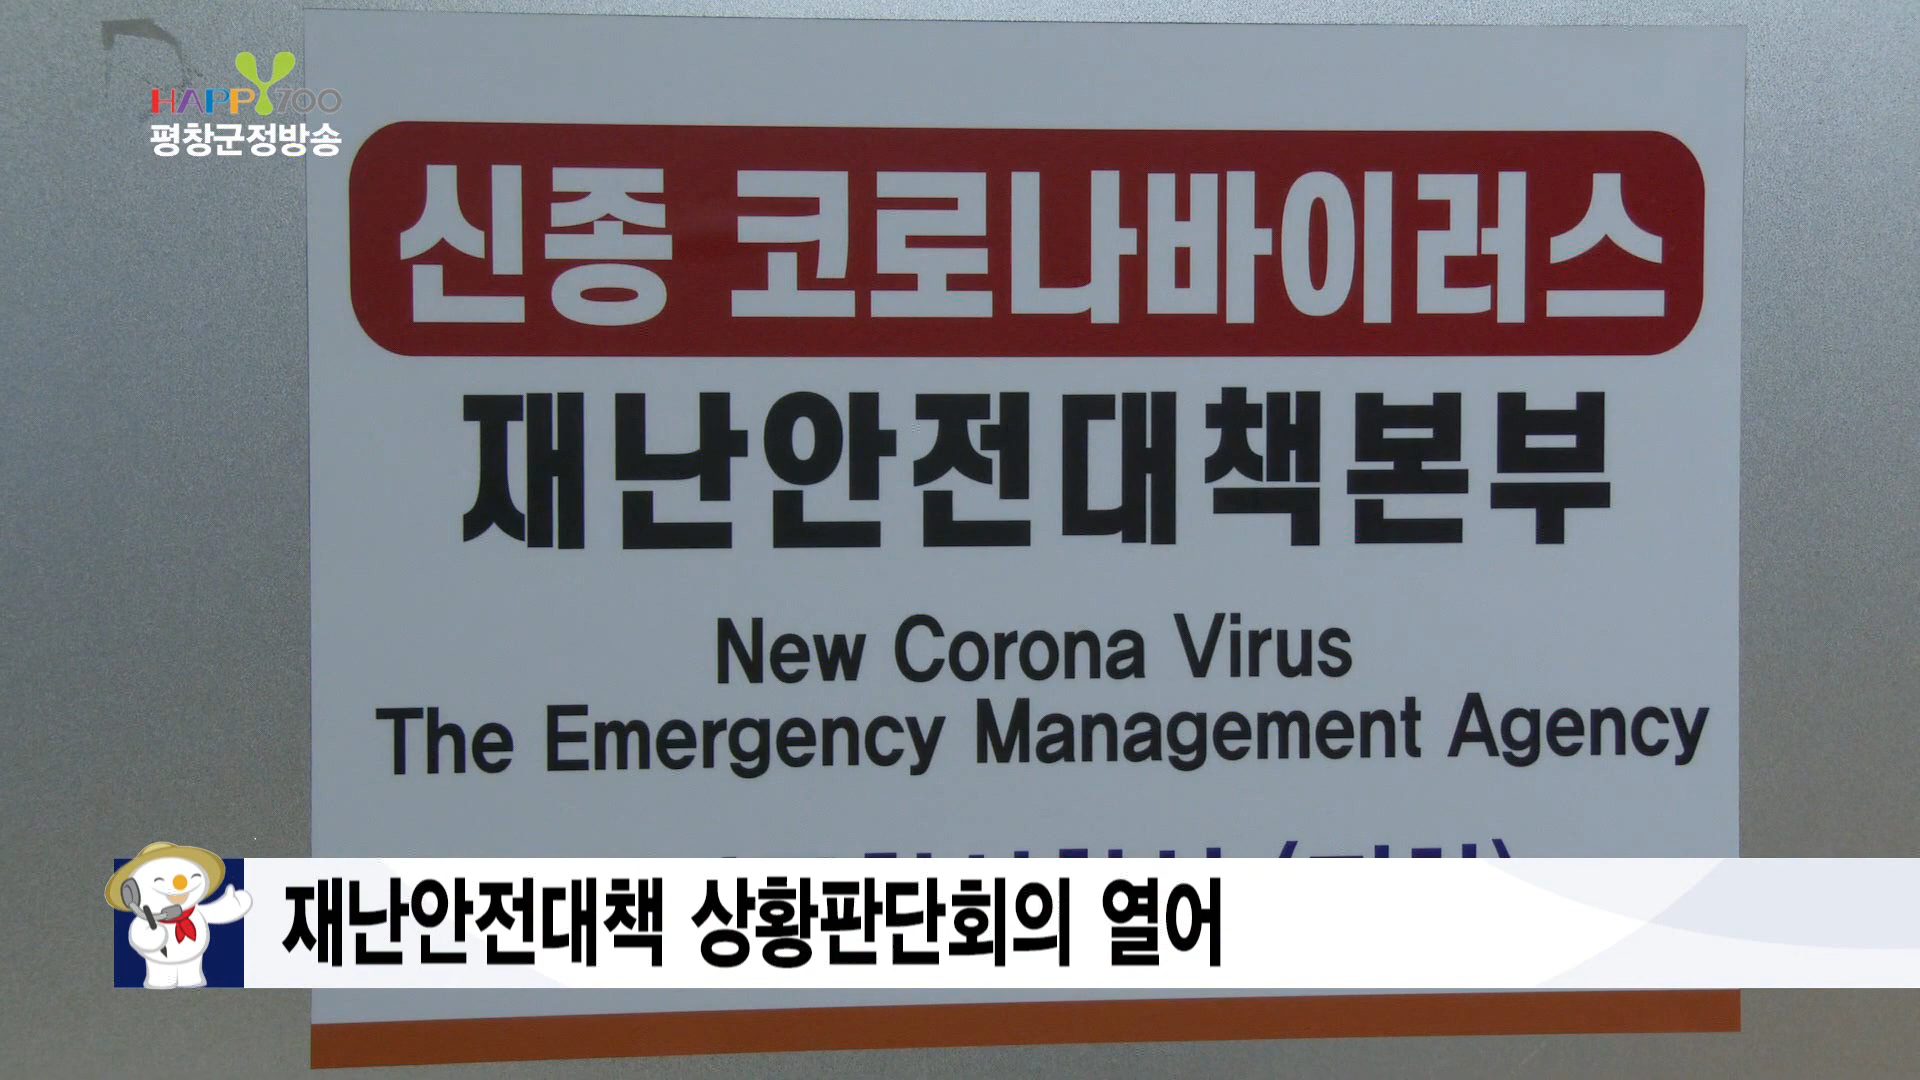 HAPPY700
평창군정방송
신종 코로나바이러스
재난안전대책본부
New Corona Virus
The Emergency Management Agency
재난안전대책 상황판단회의 열어